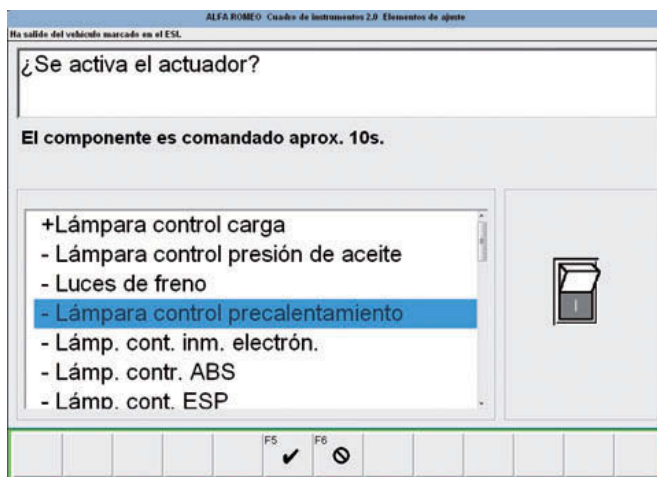 ALFA ROMEO Cuadro de instrumentos 2.0 Elementos de ajuste
Ha salido del vehículo marcado en el ESI.
¿Se activa el actuador?
El componente es comandado aprox. 10s.
+Lámpara control carga
- Lámpara control presión de aceite
- Luces de freno
- Lámpara control precalentamiento
- Lámp. cont. inm. electrón.
- Lámp. contr. ABS
- Lámp. cont. ESP
F5
F6